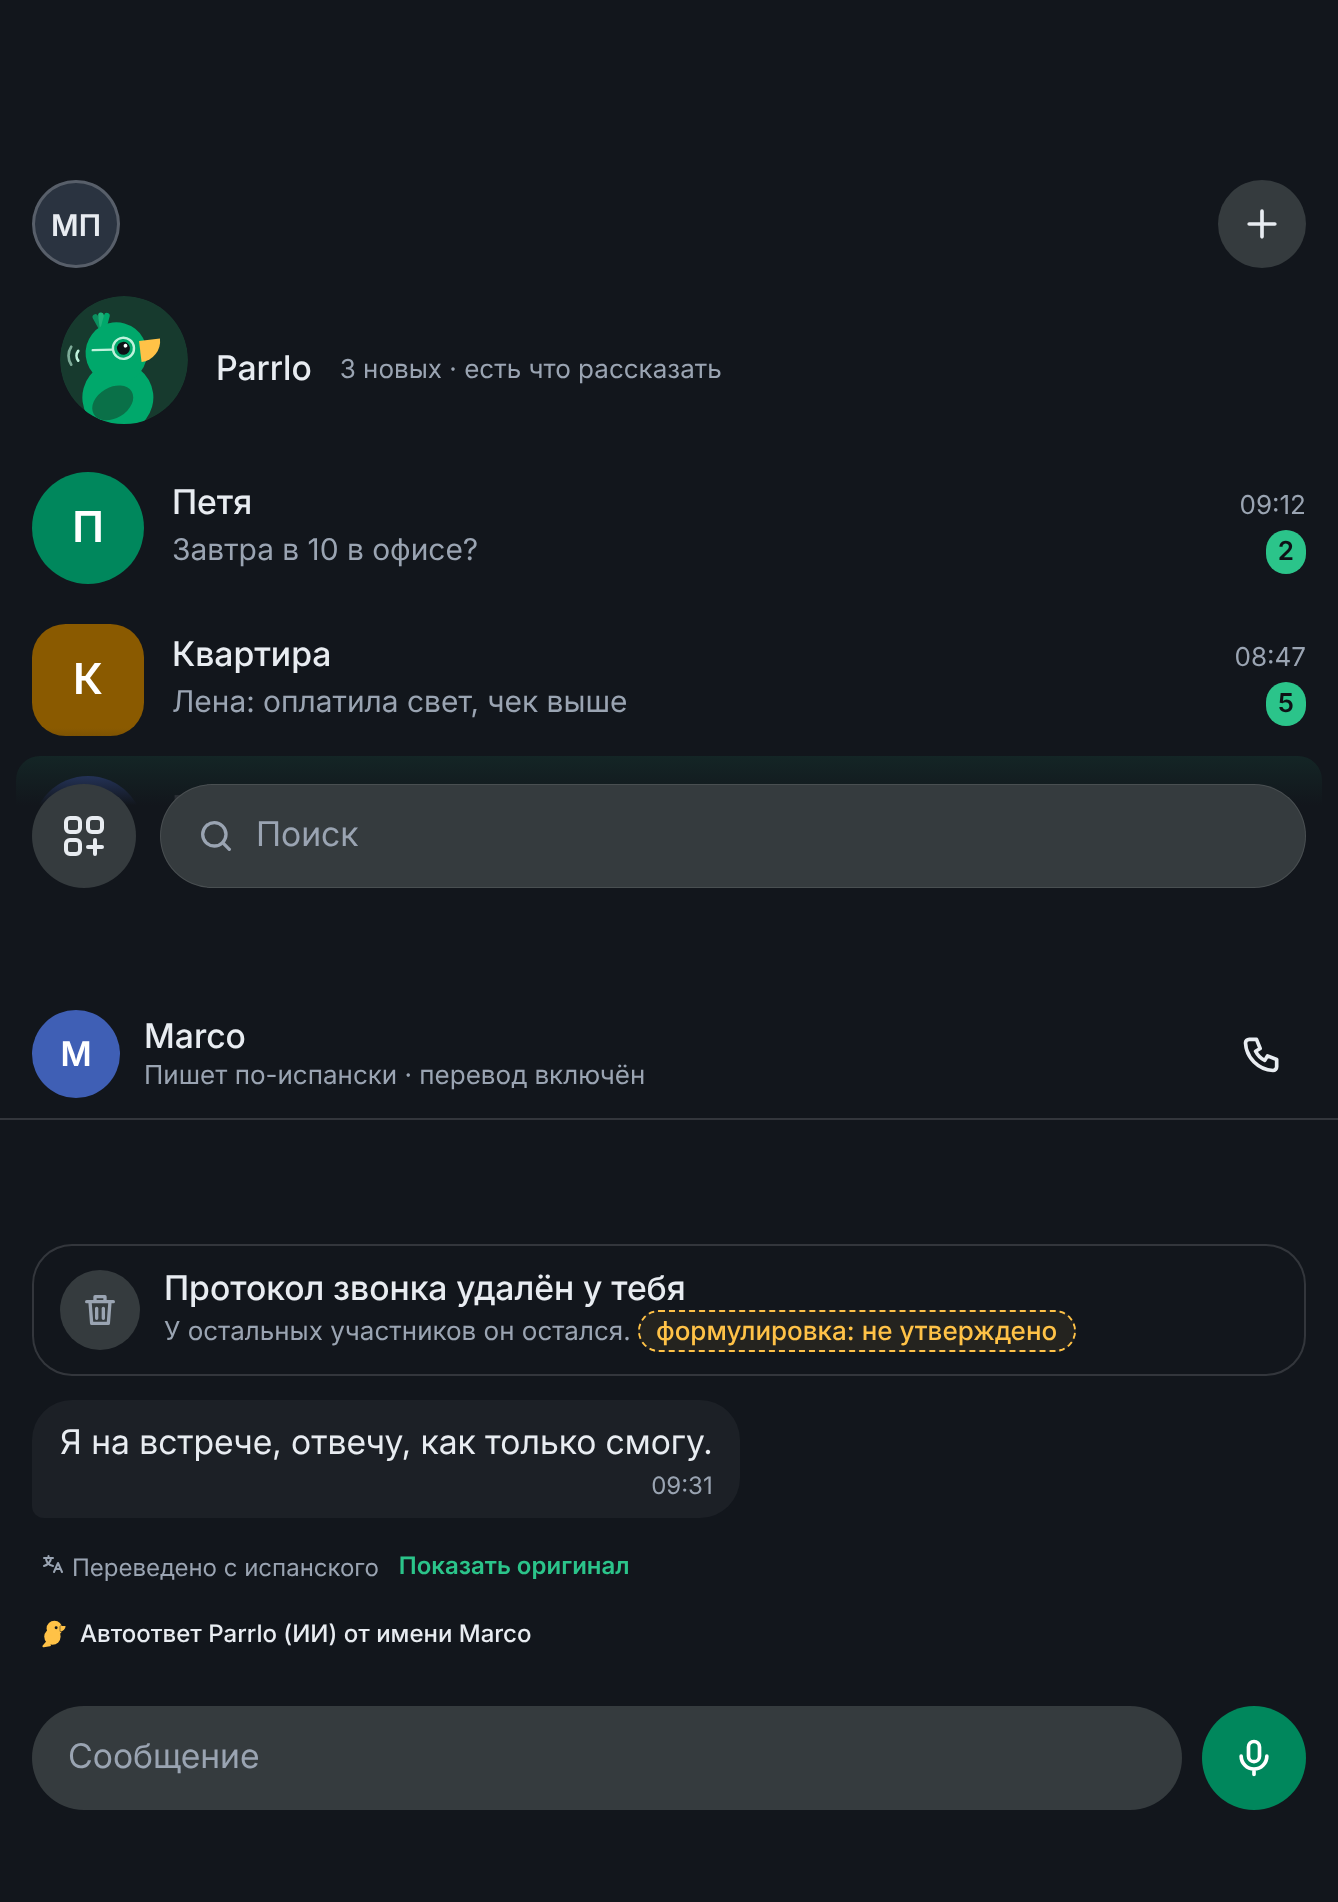 МП
Parrlo 3 новых · есть что рассказать
П
Петя
09:12
Завтра в 10 в офисе?
2
К
Квартира
08:47
Лена: оплатила свет, чек выше
5
Поиск
M
Marco
Пишет по-испански · перевод включён
Протокол звонка удалён у тебя
У остальных участников он остался. формулировка: не утверждено
Я на встрече, отвечу, как только смогу.
09:31
Переведено с испанского Показать оригинал
Автоответ Parrlo (ИИ) от имени Marco
Сообщение